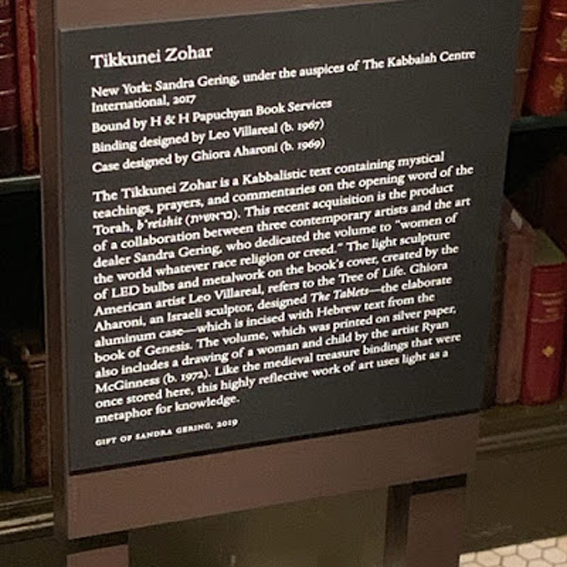 Tikkunei Zohar
New York: Sandra Gering, under the auspices of The Kabbalah Centre
International, 2017
Bound by H & H Papuchyan Book Services
Binding designed by Leo Villareal (b. 1967)
Case designed by Ghiora Aharoni (b. 1969)
The Tikkunei Zohar is a Kabbalistic text containing mystical
teachings, prayers, and commentaries on the opening word of the
Torah, b'reishit (בראשית). This recent acquisition is the product
of a collaboration between three contemporary artists and the art
dealer Sandra Gering, who dedicated the volume to "women of
the world whatever race religion or creed." The light sculpture
of LED bulbs and metalwork on the book's cover, created by the
American artist Leo Villareal, refers to the Tree of Life. Ghiora
Aharoni, an Israeli sculptor, designed The Tablets—the elaborate
aluminum case—which is incised with Hebrew text from the
book of Genesis. The volume, which was printed on silver paper,
also includes a drawing of a woman and child by the artist Ryan
McGinness (b. 1972). Like the medieval treasure bindings that were
once stored here, this highly reflective work of art uses light as a
metaphor for knowledge.
GIFT OF SANDRA GERING, 2019